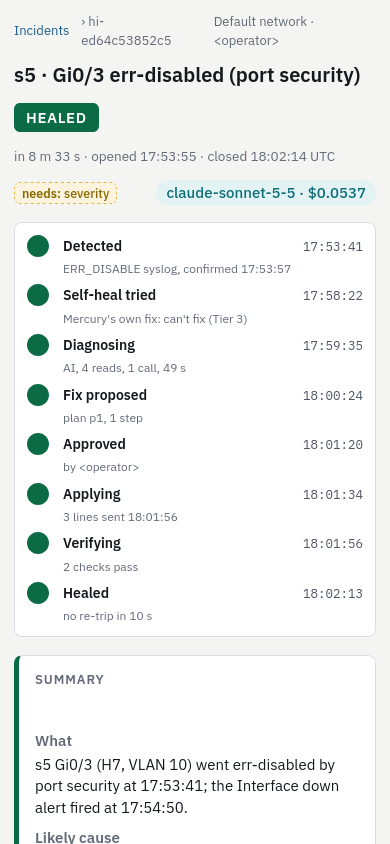 Incidents › hi-ed64c53852c5 Default network · <operator>
s5 · Gi0/3 err-disabled (port security)
HEALED
in 8 m 33 s · opened 17:53:55 · closed 18:02:14 UTC
needs: severity claude-sonnet-5-5 · $0.0537
Detected 17:53:41
ERR_DISABLE syslog, confirmed 17:53:57
Self-heal tried 17:58:22
Mercury's own fix: can't fix (Tier 3)
Diagnosing 17:59:35
AI, 4 reads, 1 call, 49 s
Fix proposed 18:00:24
plan p1, 1 step
Approved 18:01:20
by <operator>
Applying 18:01:34
3 lines sent 18:01:56
Verifying 18:01:56
2 checks pass
Healed 18:02:13
no re-trip in 10 s
SUMMARY
What
s5 Gi0/3 (H7, VLAN 10) went err-disabled by
port security at 17:53:41; the Interface down
alert fired at 17:54:50.
Likely cause